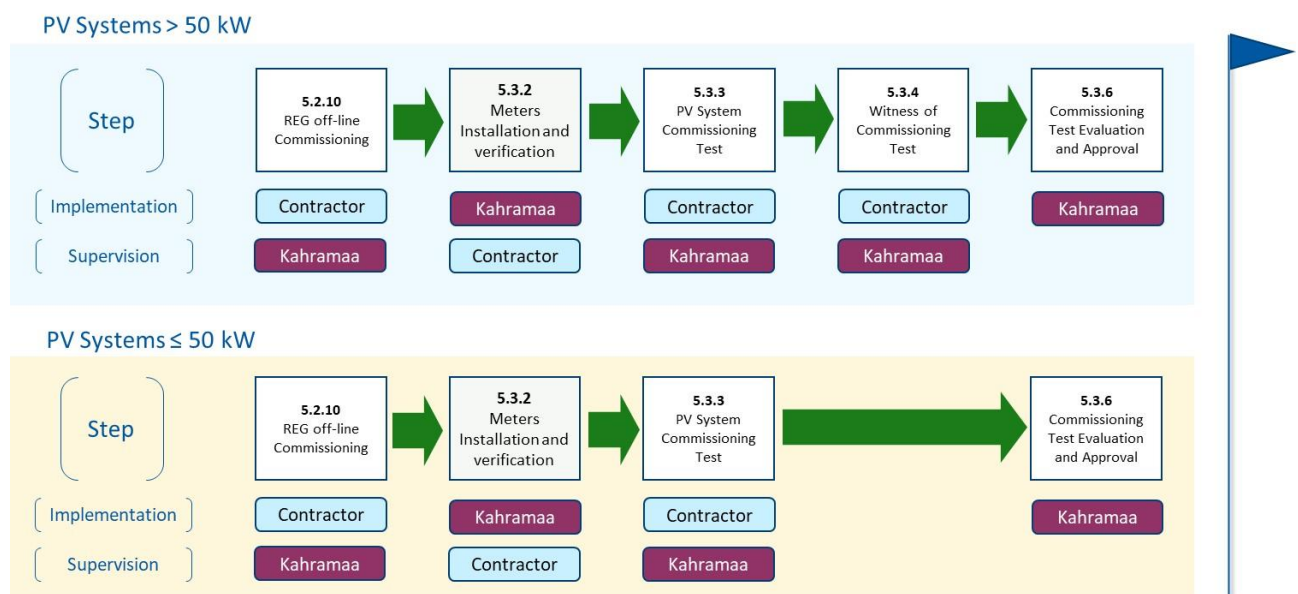 PV Systems > 50 kW
Step
5.2.10
REG off-line
Commissioning
5.3.2
Meters
Installation and
verification
5.3.3
PV System
Commissioning
Test
5.3.4
Witness of
Commissioning
Test
5.3.6
Commissioning
Test Evaluation
and Approval
Implementation
Contractor
Kahramaa
Contractor
Contractor
Kahramaa
Supervision
Kahramaa
Contractor
Kahramaa
Kahramaa
PV Systems ≤ 50 kW
Step
5.2.10
REG off-line
Commissioning
5.3.2
Meters
Installation and
verification
5.3.3
PV System
Commissioning
Test
5.3.6
Commissioning
Test Evaluation
and Approval
Implementation
Contractor
Kahramaa
Contractor
Kahramaa
Supervision
Kahramaa
Contractor
Kahramaa